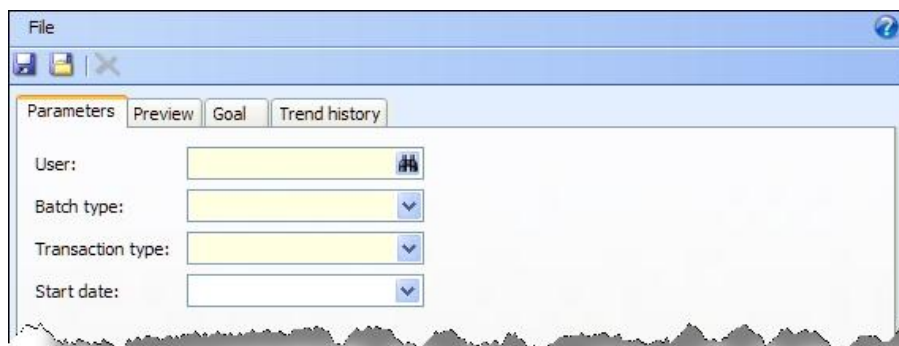 File
Parameters Preview Goal Trend history
User:
Batch type:
Transaction type:
Start date: